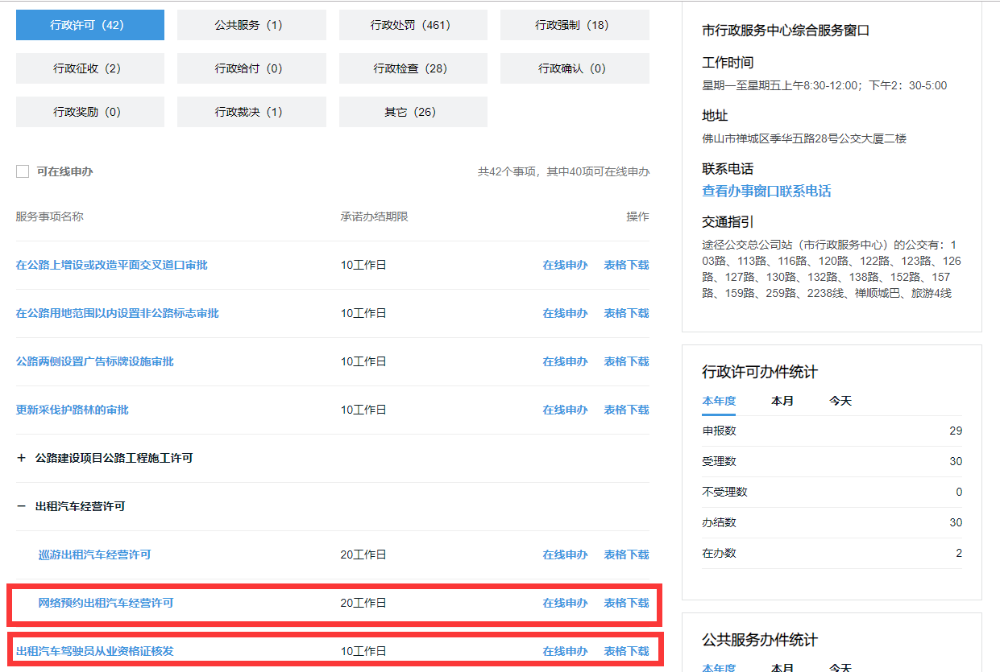 行政许可（42）
公共服务（1）
行政处罚（461）
行政强制（18）
行政征收（2）
行政给付（0）
行政检查（28）
行政确认（0）
行政奖励（0）
行政裁决（1）
其它（26）
可在线申办
共42个事项，其中40项可在线申办
服务事项名称 承诺办结期限 操作
在公路上增设或改造平面交叉道口审批 10工作日 在线申办 表格下载
在公路用地范围以内设置非公路标志审批 10工作日 在线申办 表格下载
公路两侧设置广告标牌设施审批 10工作日 在线申办 表格下载
更新采伐护路林的审批 10工作日 在线申办 表格下载
+ 公路建设项目公路工程施工许可
− 出租汽车经营许可
巡游出租汽车经营许可 20工作日 在线申办 表格下载
网络预约出租汽车经营许可 20工作日 在线申办 表格下载
出租汽车驾驶员从业资格证核发 10工作日 在线申办 表格下载
市行政服务中心综合服务窗口
工作时间
星期一至星期五上午8:30-12:00；下午2：30-5:00
地址
佛山市禅城区季华五路28号公交大厦二楼
联系电话
查看办事窗口联系电话
交通指引
途径公交总公司站（市行政服务中心）的公交有：1
03路、113路、116路、120路、122路、123路、126
路、127路、130路、132路、138路、152路、157
路、159路、259路、2238线、禅顺城巴、旅游4线
行政许可办件统计
本年度 本月 今天
申报数 29
受理数 30
不受理数 0
办结数 30
在办数 2
公共服务办件统计
本年度 本月 今天